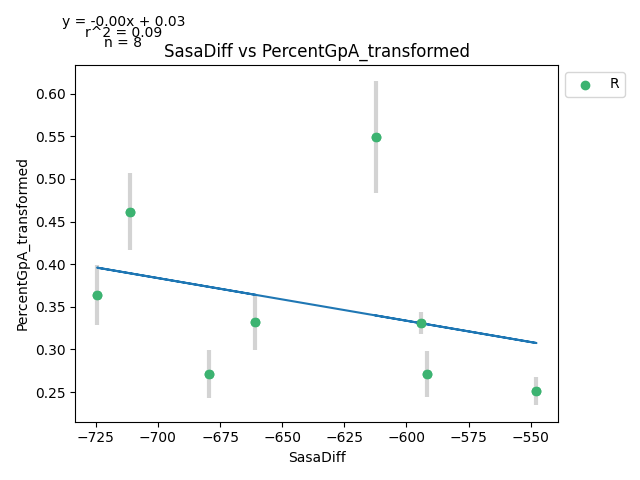 y = -0.00x + 0.03
r^2 = 0.09
n = 8
SasaDiff vs PercentGpA_transformed
R
PercentGpA_transformed
0.60
0.55
0.50
0.45
0.40
0.35
0.30
0.25
−725
−700
−675
−650
−625
−600
−575
−550
SasaDiff